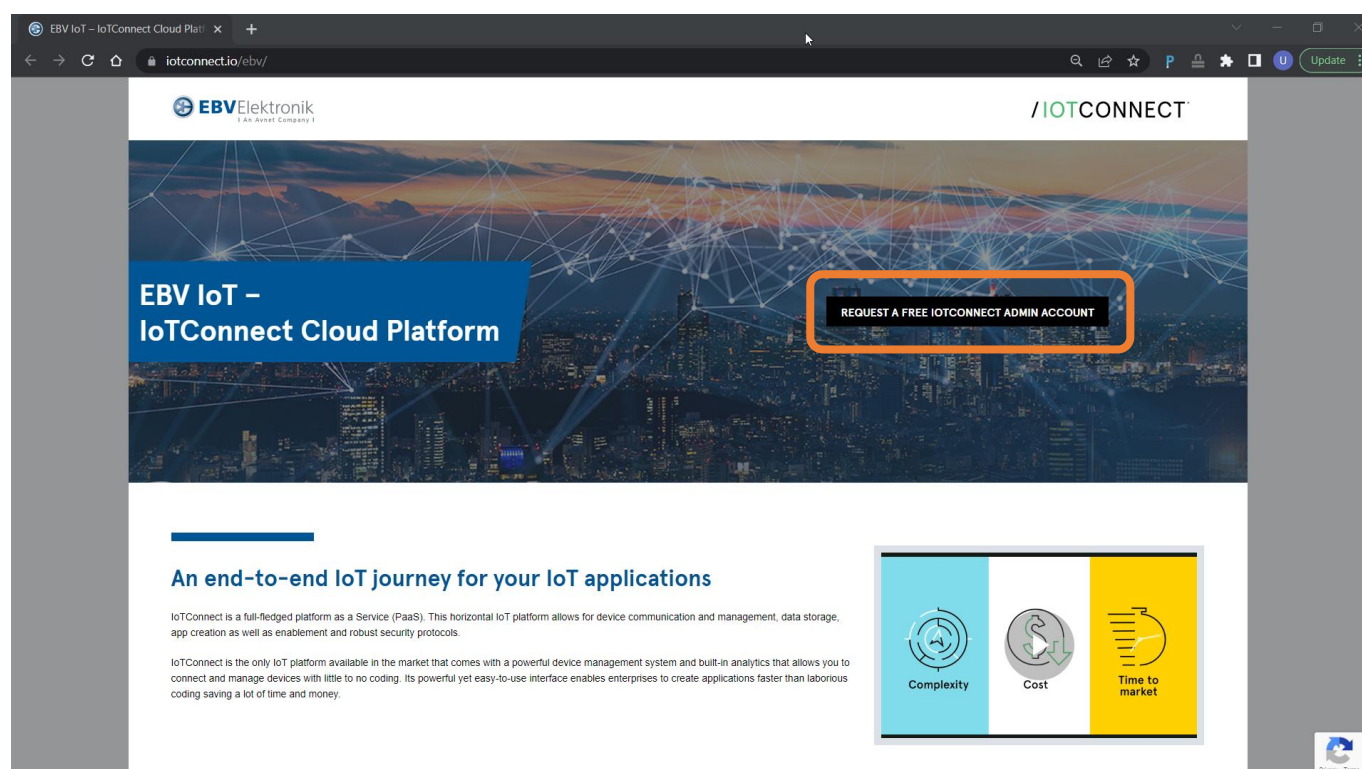 EBV IoT – IoTConnect Cloud Plat
iotconnect.io/ebv/
P
U
Update
EBVElektronik
I An Avnet Company I
/IOTCONNECT
EBV IoT –
IoTConnect Cloud Platform
REQUEST A FREE IOTCONNECT ADMIN ACCOUNT
An end-to-end IoT journey for your IoT applications
IoTConnect is a full-fledged platform as a Service (PaaS). This horizontal IoT platform allows for device communication and management, data storage,
app creation as well as enablement and robust security protocols.
IoTConnect is the only IoT platform available in the market that comes with a powerful device management system and built-in analytics that allows you to
connect and manage devices with little to no coding. Its powerful yet easy-to-use interface enables enterprises to create applications faster than laborious
coding saving a lot of time and money.
Complexity
Cost
Time to
market